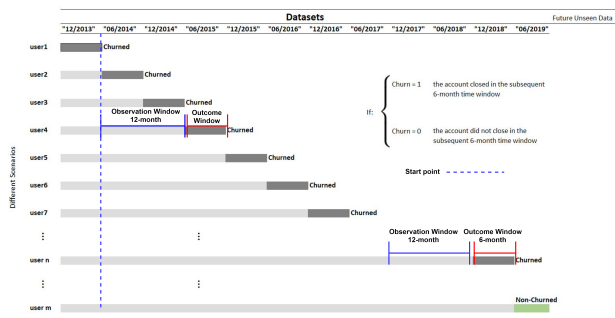 Datasets
Future Unseen Data
"12/2013" "06/2014" "12/2014" "06/2015" "12/2015" "06/2016" "12/2016" "06/2017" "12/2017" "06/2018" "12/2018" "06/2019"
Different Scenarios
user1 Churned
user2 Churned
user3 Churned
Observation Window
12-month
Outcome
Window
user4 Churned
user5 Churned
user6 Churned
user7 Churned
If:
Churn = 1 the account closed in the subsequent
6-month time window
Churn = 0 the account did not close in the
subsequent 6-month time window
Start point
Observation Window
12-month
Outcome Window
6-month
user n Churned
Non-Churned
user m